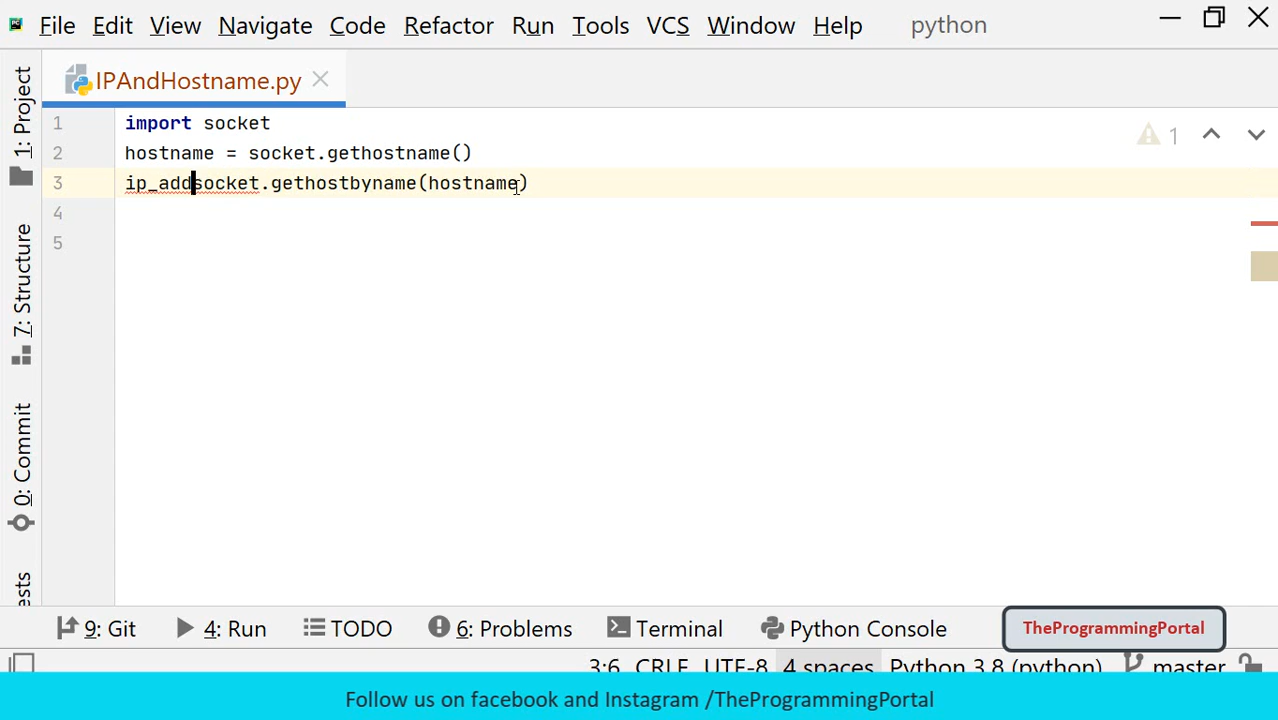 File Edit View Navigate Code Refactor Run Tools VCS Window Help python
1: Project
7: Structure
0: Commit
ests
IPAndHostname.py
1
1 import socket
2 hostname = socket.gethostname()
3 ip_addsocket.gethostbyname(hostname)
4
5
9: Git 4: Run TODO 6: Problems Terminal Python Console TheProgrammingPortal
3:6 CRLF UTF-8 4 spaces Python 3.8 (python) master
Follow us on facebook and Instagram /TheProgrammingPortal